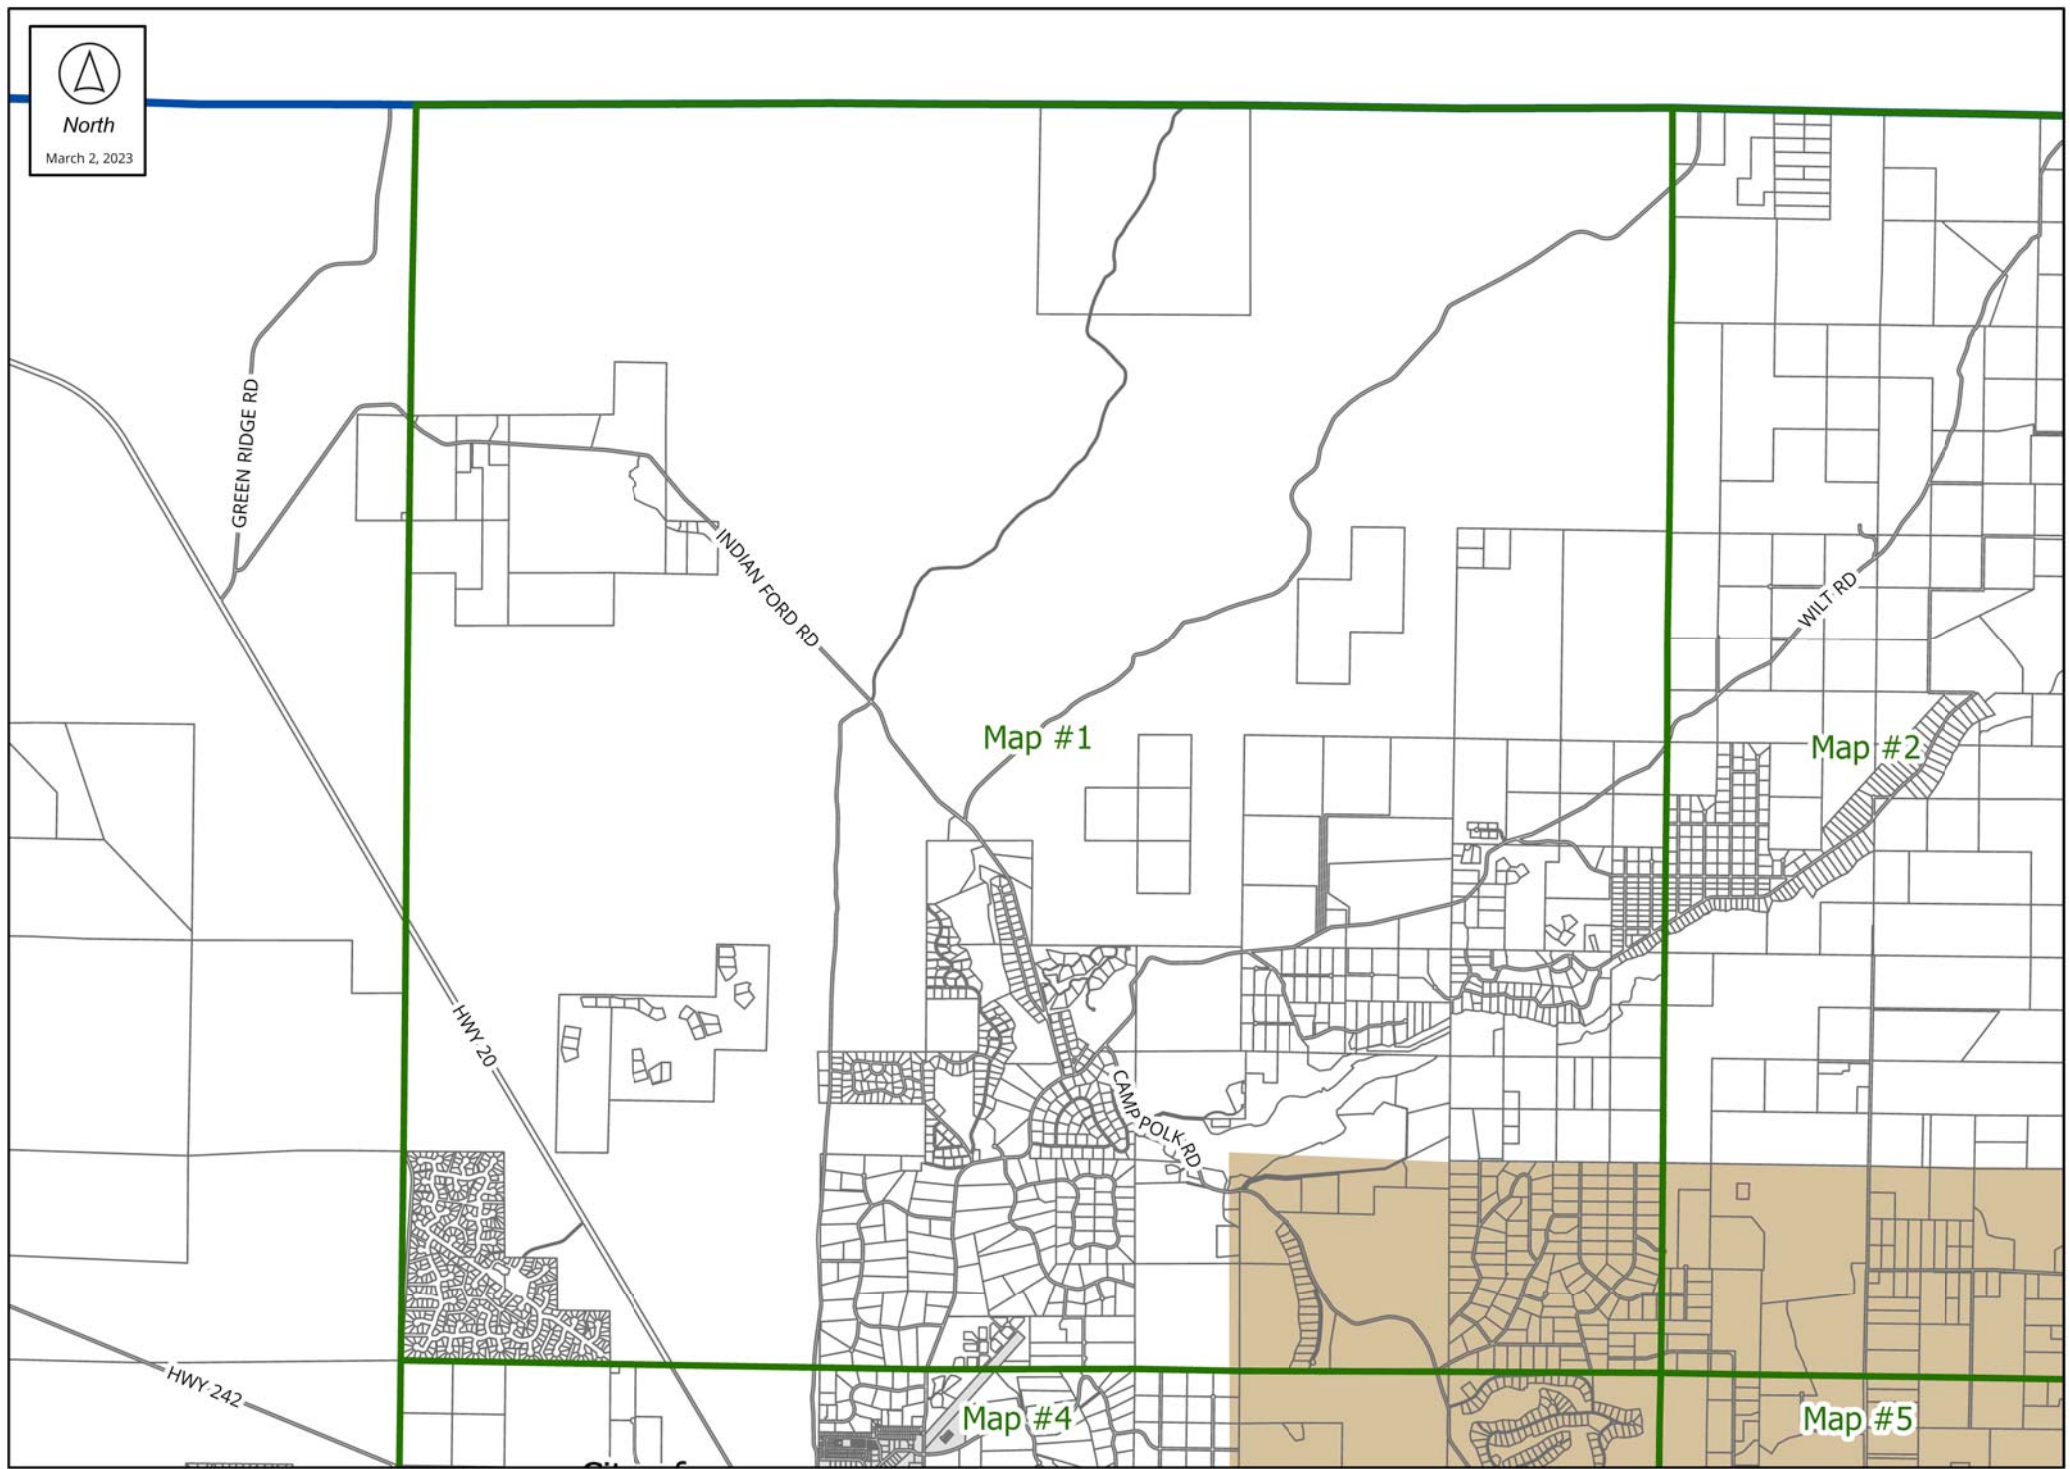 North
March 2, 2023
GREEN RIDGE RD
INDIAN FORD RD
WILT RD
Map #1
Map #2
HWY 20
CAMP POLK RD
HWY 242
Map #4
Map #5